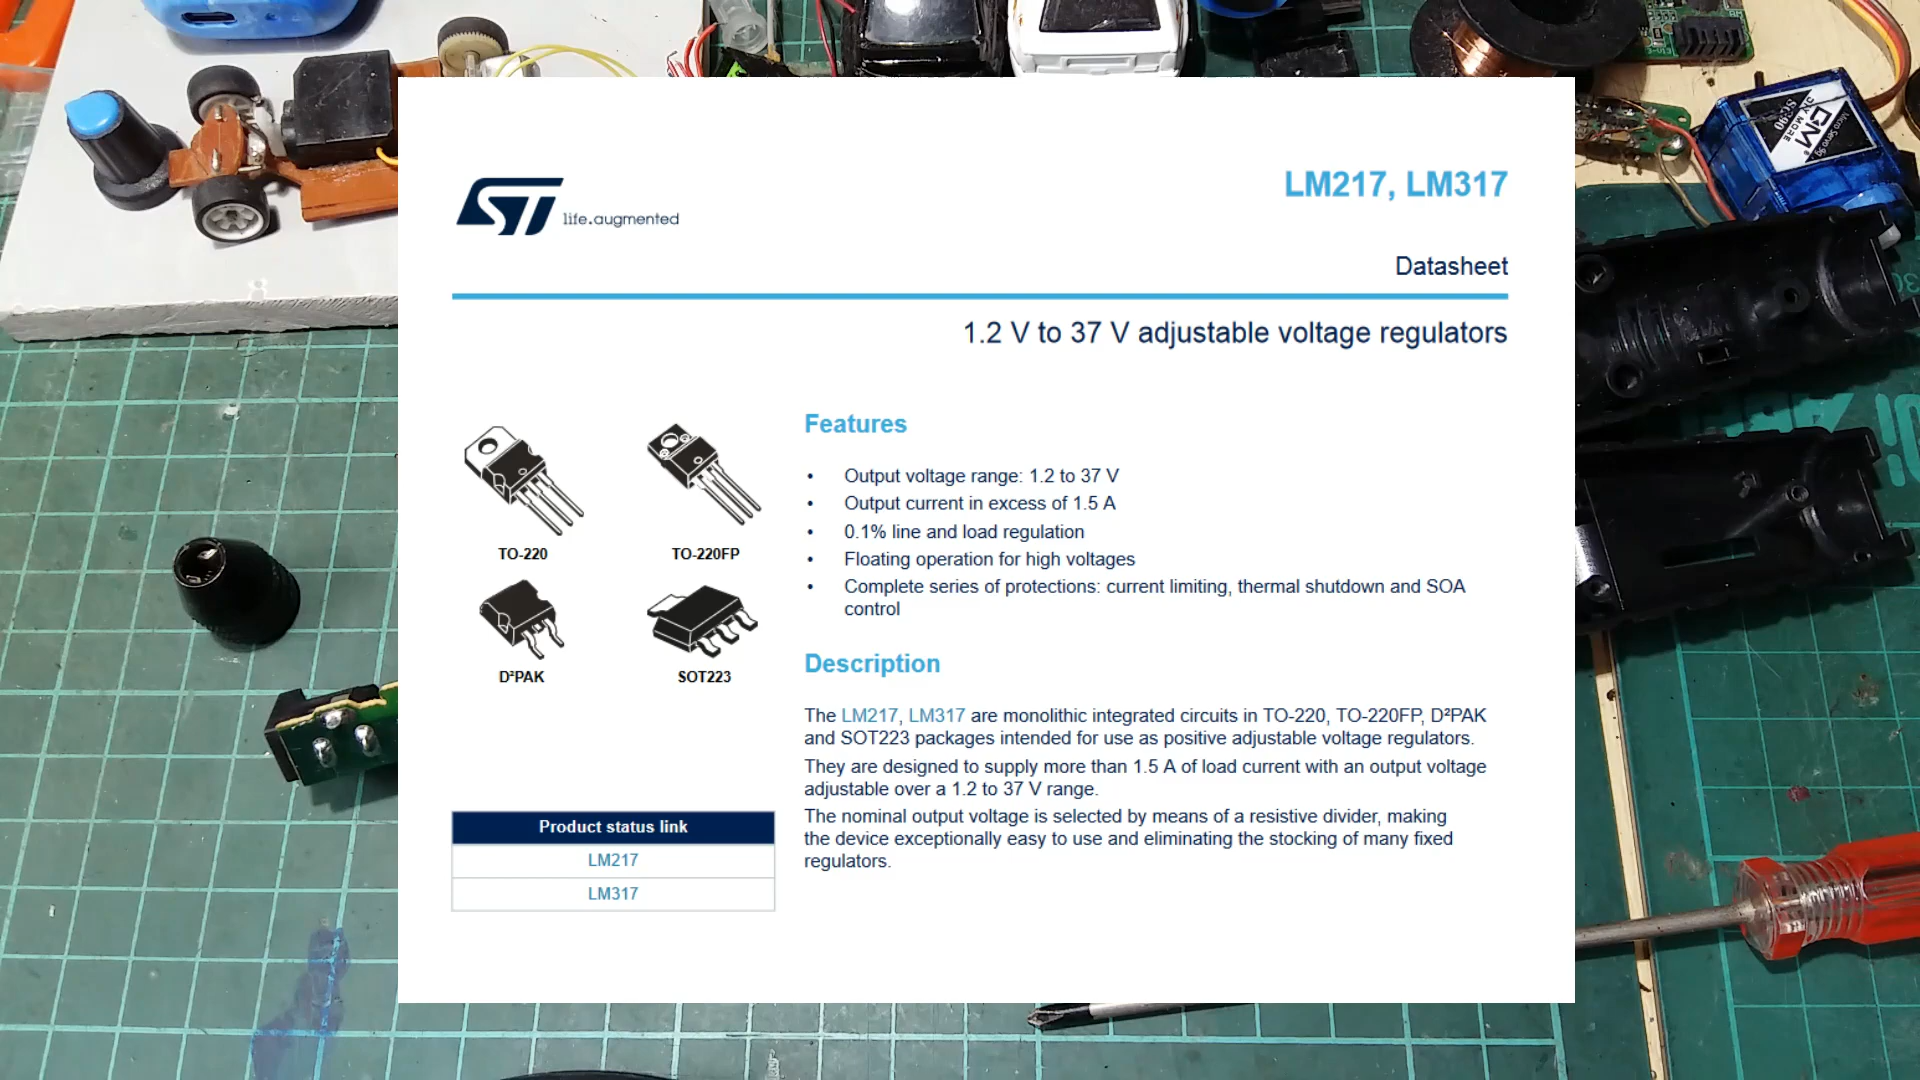 LM217, LM317
ST life.augmented
Datasheet
1.2 V to 37 V adjustable voltage regulators
TO-220
TO-220FP
D²PAK
SOT223
Product status link
LM217
LM317
Features
• Output voltage range: 1.2 to 37 V
• Output current in excess of 1.5 A
• 0.1% line and load regulation
• Floating operation for high voltages
• Complete series of protections: current limiting, thermal shutdown and SOA
control
Description
The LM217, LM317 are monolithic integrated circuits in TO-220, TO-220FP, D²PAK
and SOT223 packages intended for use as positive adjustable voltage regulators.
They are designed to supply more than 1.5 A of load current with an output voltage
adjustable over a 1.2 to 37 V range.
The nominal output voltage is selected by means of a resistive divider, making
the device exceptionally easy to use and eliminating the stocking of many fixed
regulators.
SG90
Micro Servo 9g
8